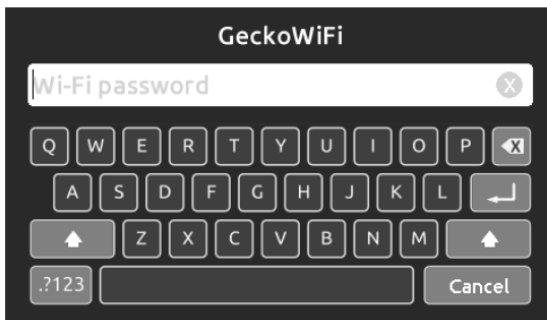 GeckoWiFi
Wi-Fi password
Q W E R T Y U I O P
A S D F G H J K L
Z X C V B N M
.?123 Cancel